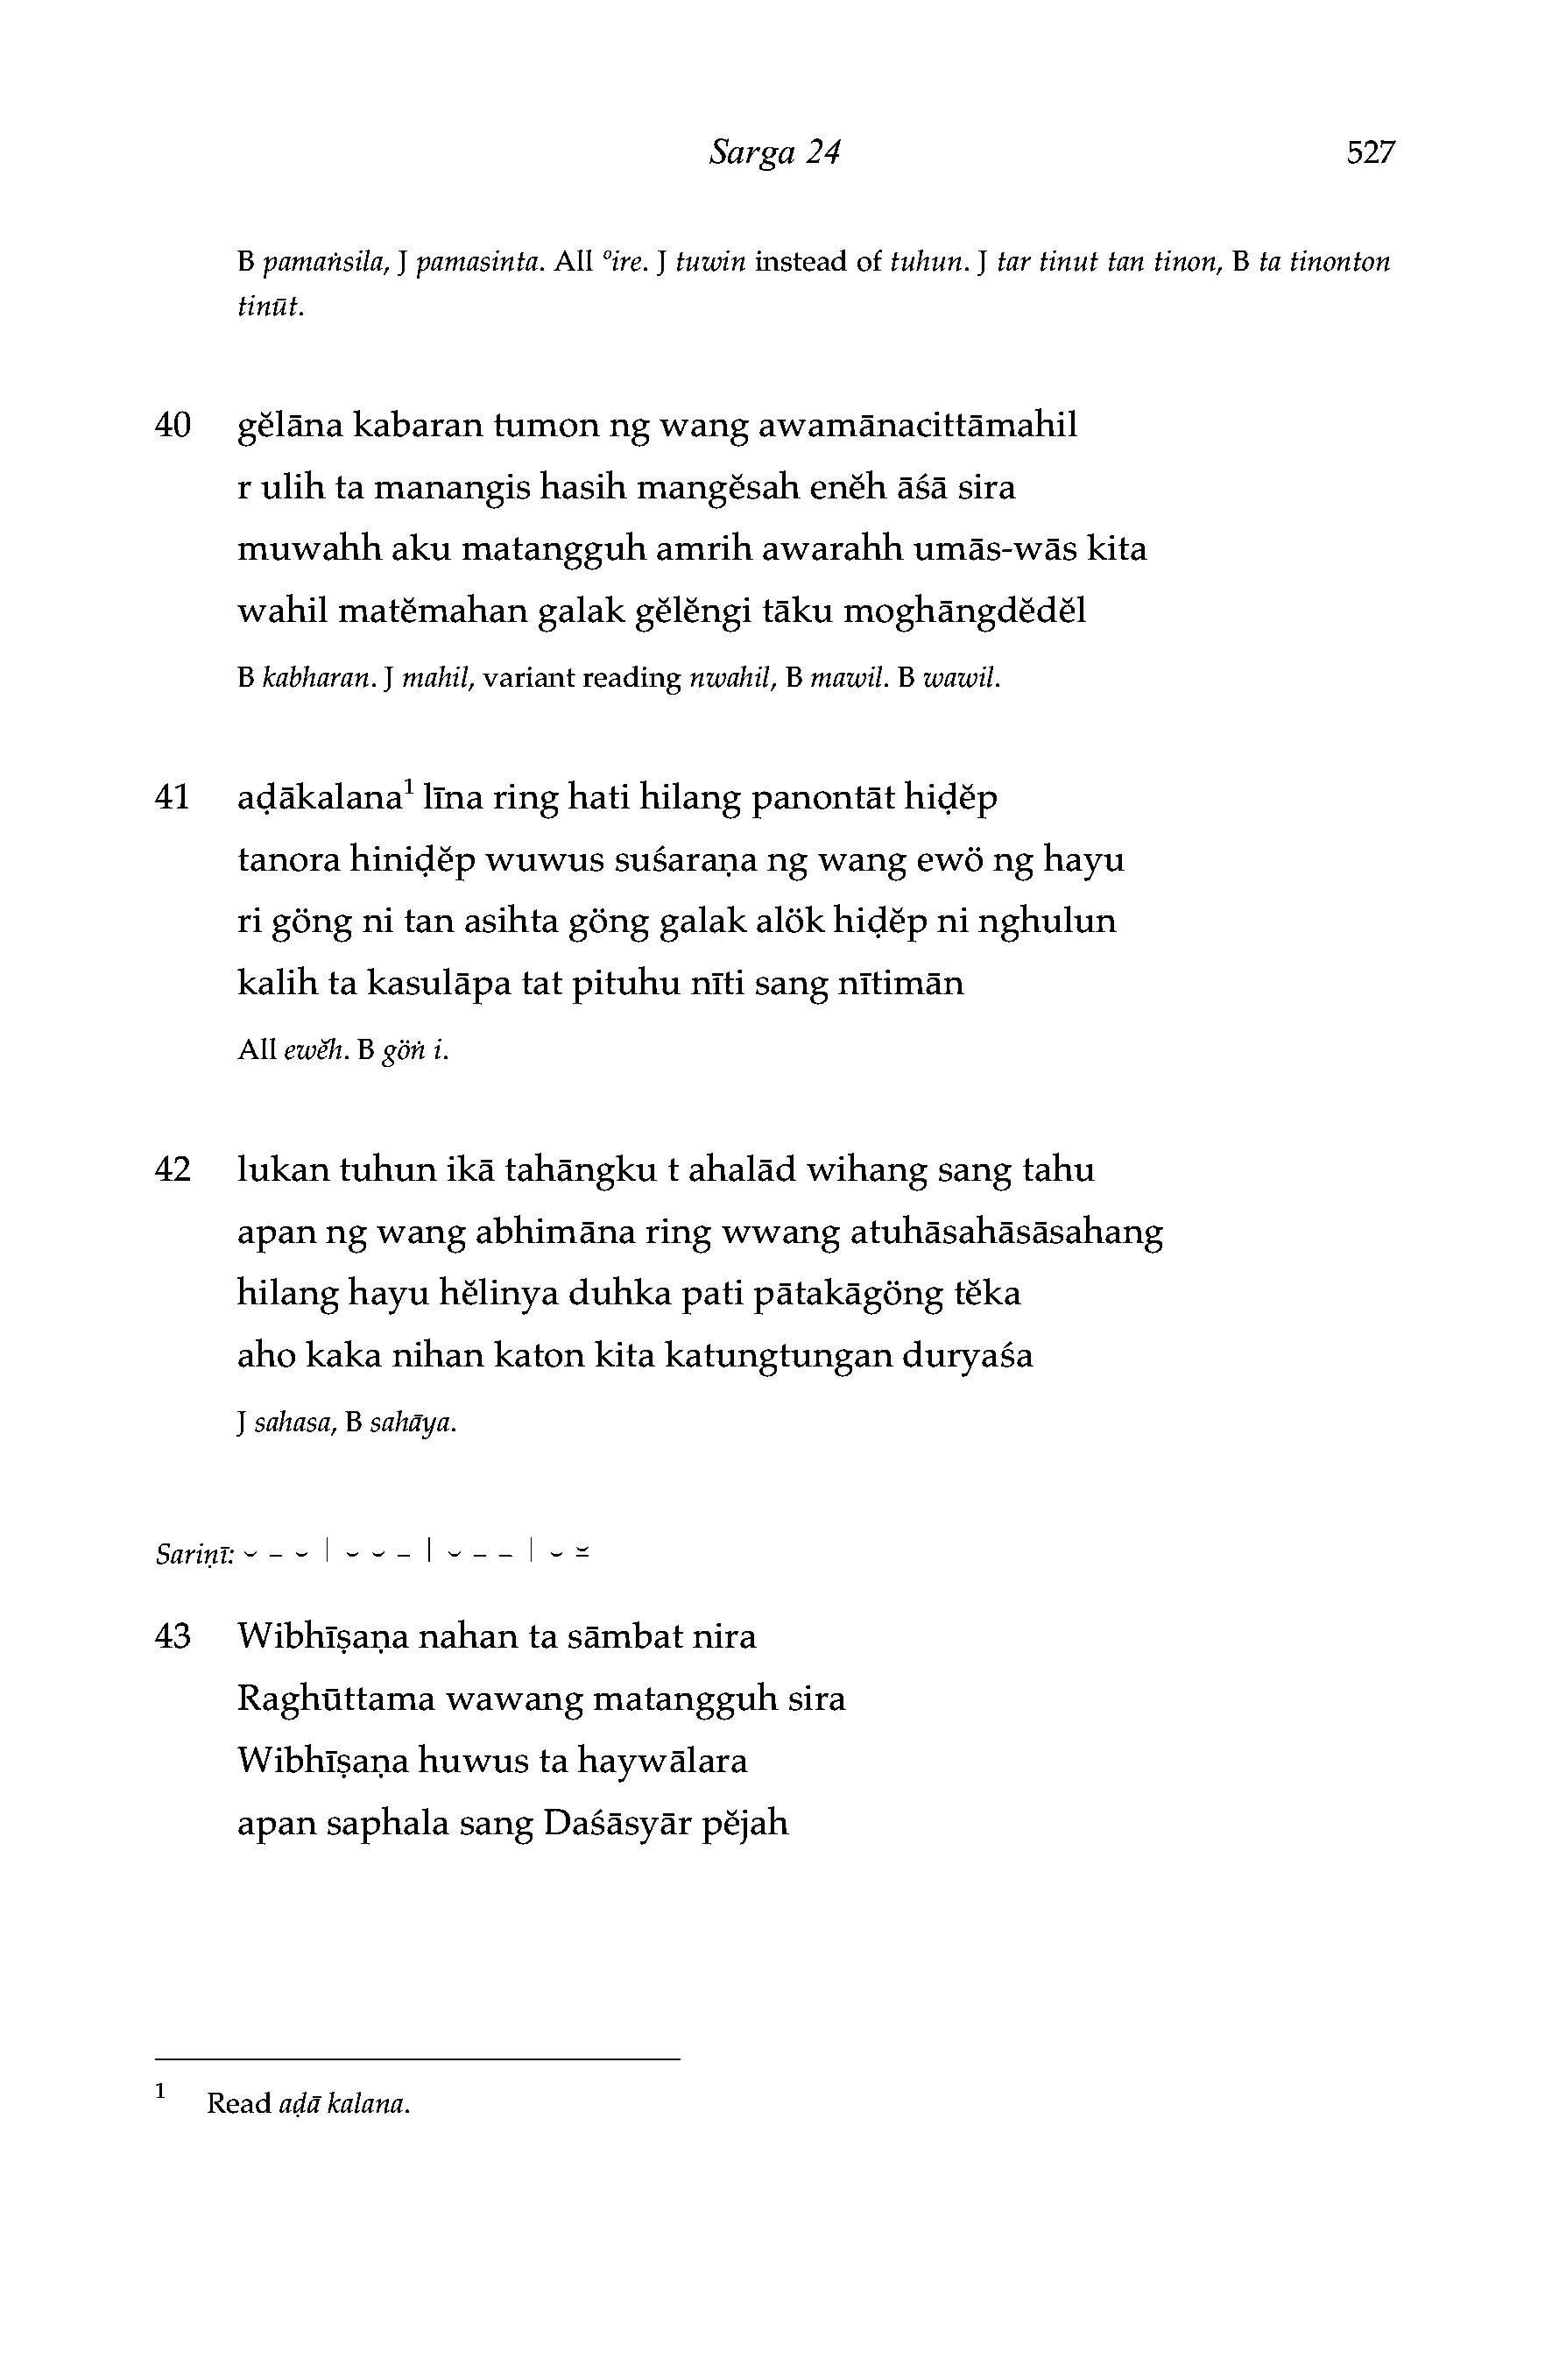 Sarga 24 527
B pamaṅsila, J pamasinta. All °ire. J tuwin instead of tuhun. J tar tinut tan tinon, B ta tinonton
tinūt.
40 gĕlāna kabaran tumon ng wang awamānacittāmahil
r ulih ta manangis hasih mangĕsah enĕh āśā sira
muwahh aku matangguh amrih awarahh umās-wās kita
wahil matĕmahan galak gĕlĕngi tāku moghāngdĕdĕl
B kabharan. J mahil, variant reading nwahil, B mawil. B wawil.
41 aḍākalana¹ līna ring hati hilang panontāt hiḍĕp
tanora hiniḍĕp wuwus suśaraṇa ng wang ewö ng hayu
ri göng ni tan asihta göng galak alök hiḍĕp ni nghulun
kalih ta kasulāpa tat pituhu nīti sang nītimān
All ewĕh. B göṅ i.
42 lukan tuhun ikā tahāngku t ahalād wihang sang tahu
apan ng wang abhimāna ring wwang atuhāsahāsāsahang
hilang hayu hĕlinya duhka pati pātakāgöng tĕka
aho kaka nihan katon kita katungtungan duryaśa
J sahasa, B sahāya.
Sariṇī: ⏑ – ⏑ | ⏑ ⏑ – | ⏑ – – | ⏑ ⏓
43 Wibhīṣaṇa nahan ta sāmbat nira
Raghūttama wawang matangguh sira
Wibhīṣaṇa huwus ta haywālara
apan saphala sang Daśāsyār pĕjah
1 Read aḍā kalana.